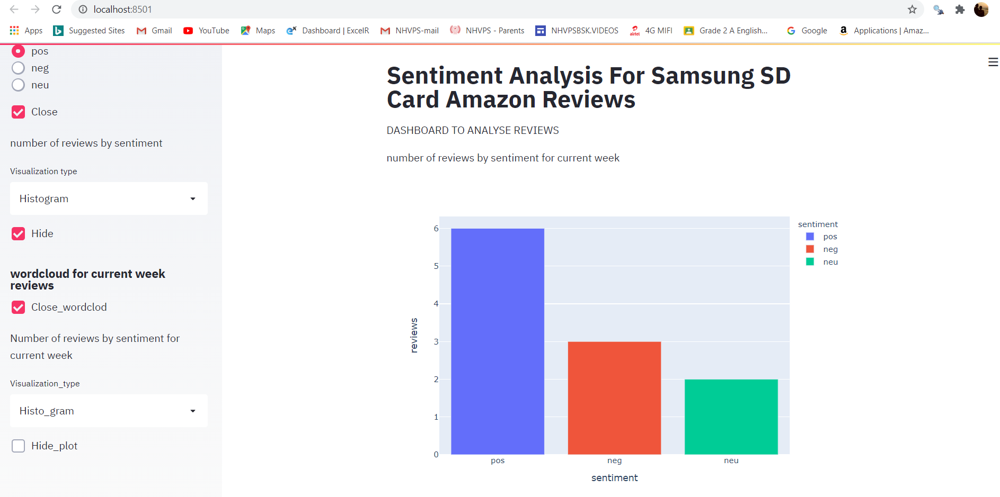 localhost:8501
Apps Suggested Sites Gmail YouTube Maps Dashboard | ExcelR NHVPS-mail NHVPS - Parents NHVPSBSK.VIDEOS airtel 4G MIFI Grade 2 A English... Google Applications | Amaz...
pos
neg
neu
Close
number of reviews by sentiment
Visualization type
Histogram
Hide
wordcloud for current week
reviews
Close_wordclod
Number of reviews by sentiment for
current week
Visualization_type
Histo_gram
Hide_plot
Sentiment Analysis For Samsung SD
Card Amazon Reviews
DASHBOARD TO ANALYSE REVIEWS
number of reviews by sentiment for current week
6
5
4
3
2
1
0
reviews
pos neg neu
sentiment
sentiment
pos
neg
neu